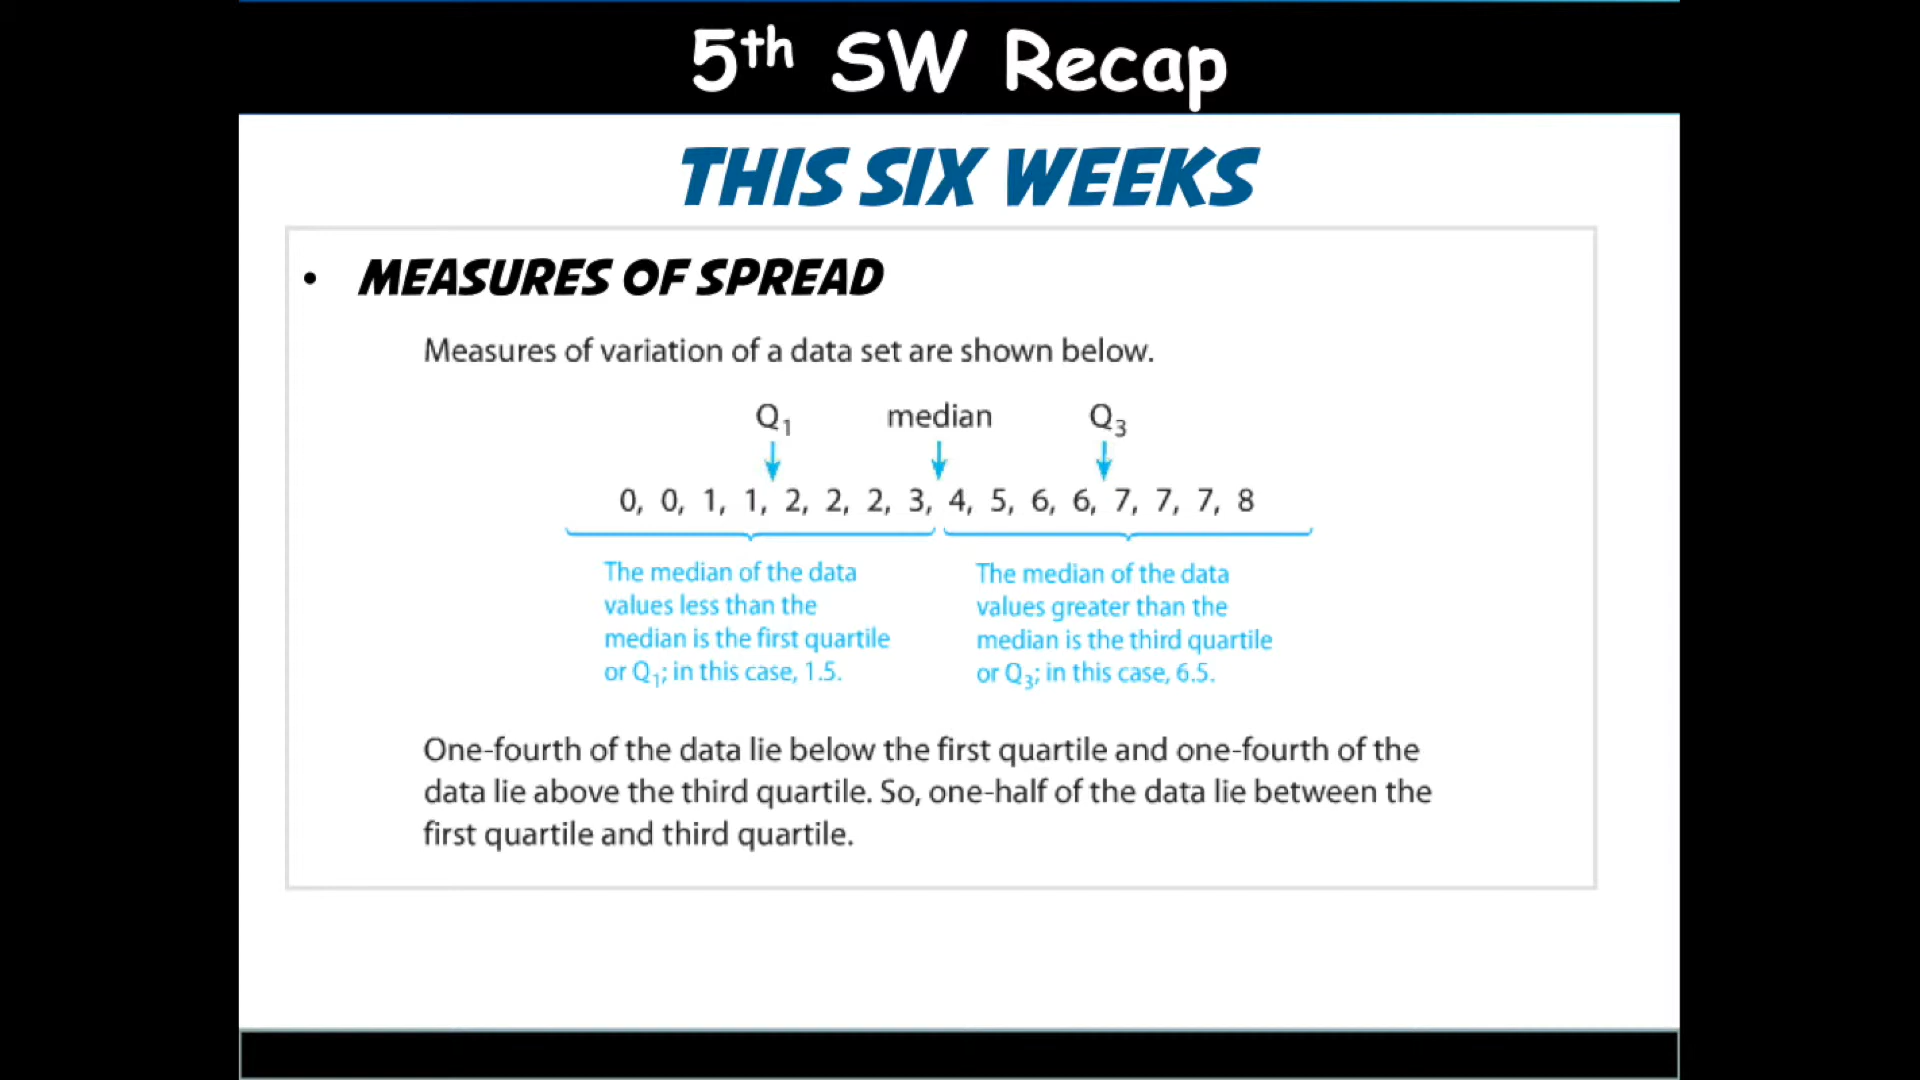 5th SW Recap
THIS SIX WEEKS
• MEASURES OF SPREAD
Measures of variation of a data set are shown below.
Q1 median Q3
0, 0, 1, 1, 2, 2, 2, 3, 4, 5, 6, 6, 7, 7, 7, 8
The median of the data
values less than the
median is the first quartile
or Q1; in this case, 1.5.
The median of the data
values greater than the
median is the third quartile
or Q3; in this case, 6.5.
One-fourth of the data lie below the first quartile and one-fourth of the
data lie above the third quartile. So, one-half of the data lie between the
first quartile and third quartile.